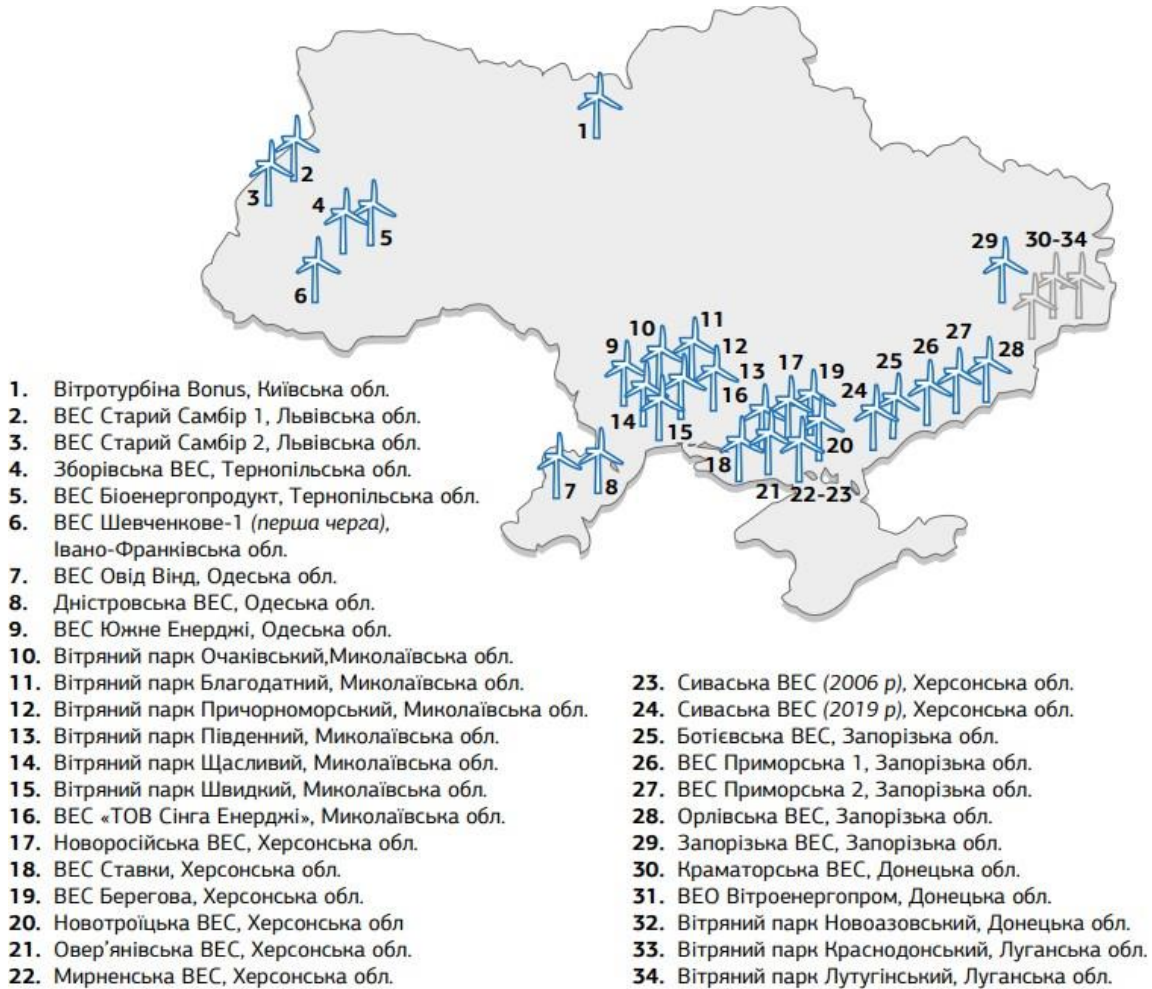 1
2
3
4
5
6
29
30-34
11
10
9
12
13
17
19
24
25
26
27
28
16
14
15
18
20
7
8
21
22-23
1. Вітротурбіна Bonus, Київська обл.
2. ВЕС Старий Самбір 1, Львівська обл.
3. ВЕС Старий Самбір 2, Львівська обл.
4. Зборівська ВЕС, Тернопільська обл.
5. ВЕС Біоенергопродукт, Тернопільська обл.
6. ВЕС Шевченкове-1 (перша черга),
Івано-Франківська обл.
7. ВЕС Овід Вінд, Одеська обл.
8. Дністровська ВЕС, Одеська обл.
9. ВЕС Южне Енерджі, Одеська обл.
10. Вітряний парк Очаківський,Миколаївська обл.
11. Вітряний парк Благодатний, Миколаївська обл.
12. Вітряний парк Причорноморський, Миколаївська обл.
13. Вітряний парк Південний, Миколаївська обл.
14. Вітряний парк Щасливий, Миколаївська обл.
15. Вітряний парк Швидкий, Миколаївська обл.
16. ВЕС «ТОВ Сінга Енерджі», Миколаївська обл.
17. Новоросійська ВЕС, Херсонська обл.
18. ВЕС Ставки, Херсонська обл.
19. ВЕС Берегова, Херсонська обл.
20. Новотроїцька ВЕС, Херсонська обл
21. Овер’янівська ВЕС, Херсонська обл.
22. Мирненська ВЕС, Херсонська обл.
23. Сиваська ВЕС (2006 р), Херсонська обл.
24. Сиваська ВЕС (2019 р), Херсонська обл.
25. Ботієвська ВЕС, Запорізька обл.
26. ВЕС Приморська 1, Запорізька обл.
27. ВЕС Приморська 2, Запорізька обл.
28. Орлівська ВЕС, Запорізька обл.
29. Запорізька ВЕС, Запорізька обл.
30. Краматорська ВЕС, Донецька обл.
31. ВЕО Вітроенергопром, Донецька обл.
32. Вітряний парк Новоазовський, Донецька обл.
33. Вітряний парк Краснодонський, Луганська обл.
34. Вітряний парк Лутугінський, Луганська обл.